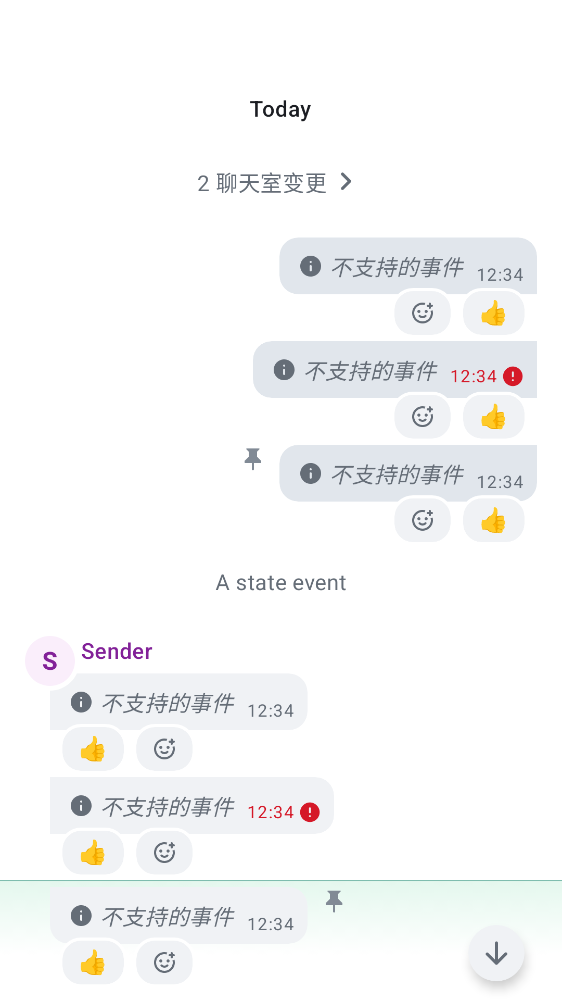 Today
2 聊天室变更
不支持的事件 12:34
👍
不支持的事件 12:34
👍
不支持的事件 12:34
👍
A state event
S Sender
不支持的事件 12:34
👍
不支持的事件 12:34
👍
不支持的事件 12:34
👍